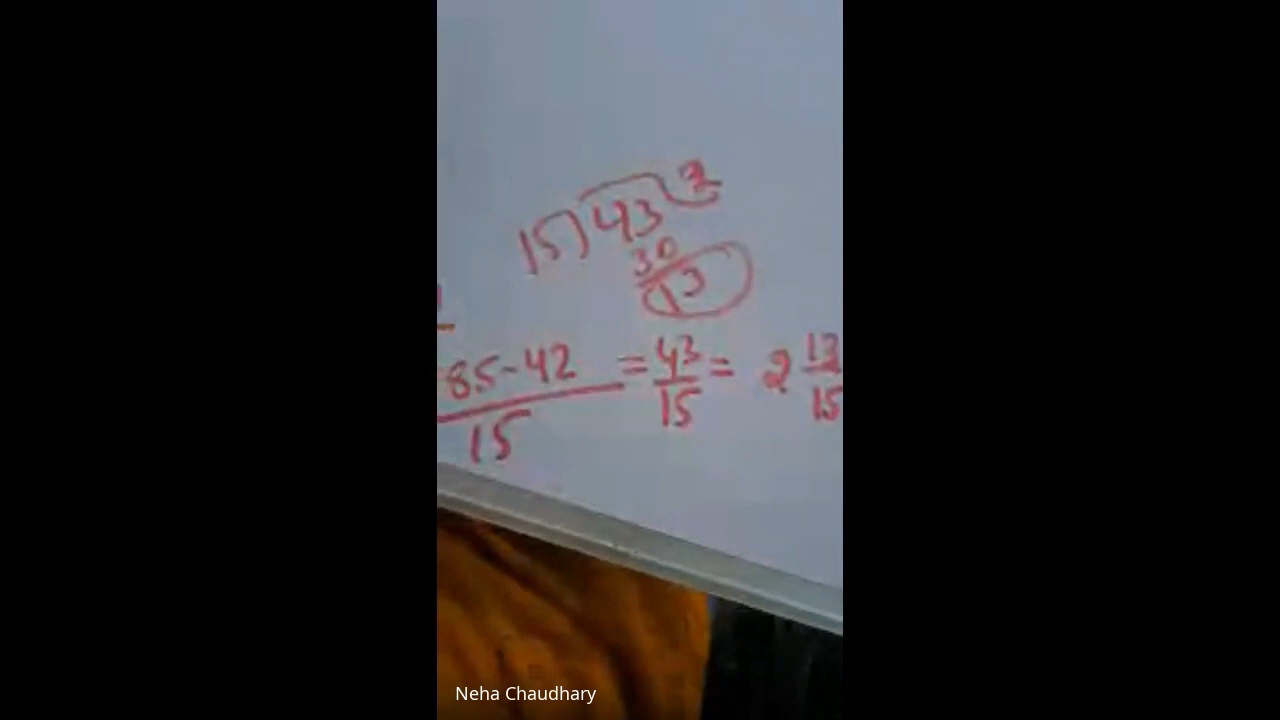 2
15) 43
30
13
85-42 = 43 = 2 13
15 15 15
Neha Chaudhary